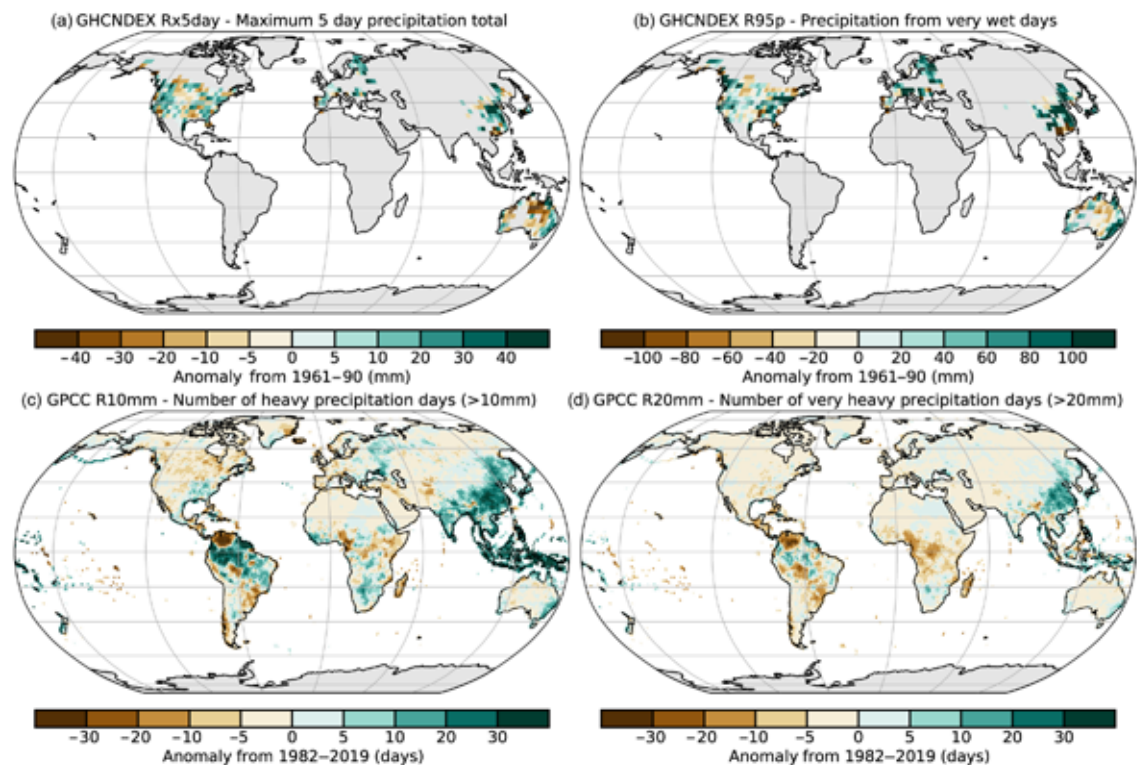 (a) GHCNDEX Rx5day - Maximum 5 day precipitation total
(b) GHCNDEX R95p - Precipitation from very wet days
−40 −30 −20 −10 −5 0 5 10 20 30 40
Anomaly from 1961–90 (mm)
−100 −80 −60 −40 −20 0 20 40 60 80 100
Anomaly from 1961–90 (mm)
(c) GPCC R10mm - Number of heavy precipitation days (>10mm)
(d) GPCC R20mm - Number of very heavy precipitation days (>20mm)
−30 −20 −10 −5 0 5 10 20 30
Anomaly from 1982–2019 (days)
−30 −20 −10 −5 0 5 10 20 30
Anomaly from 1982–2019 (days)